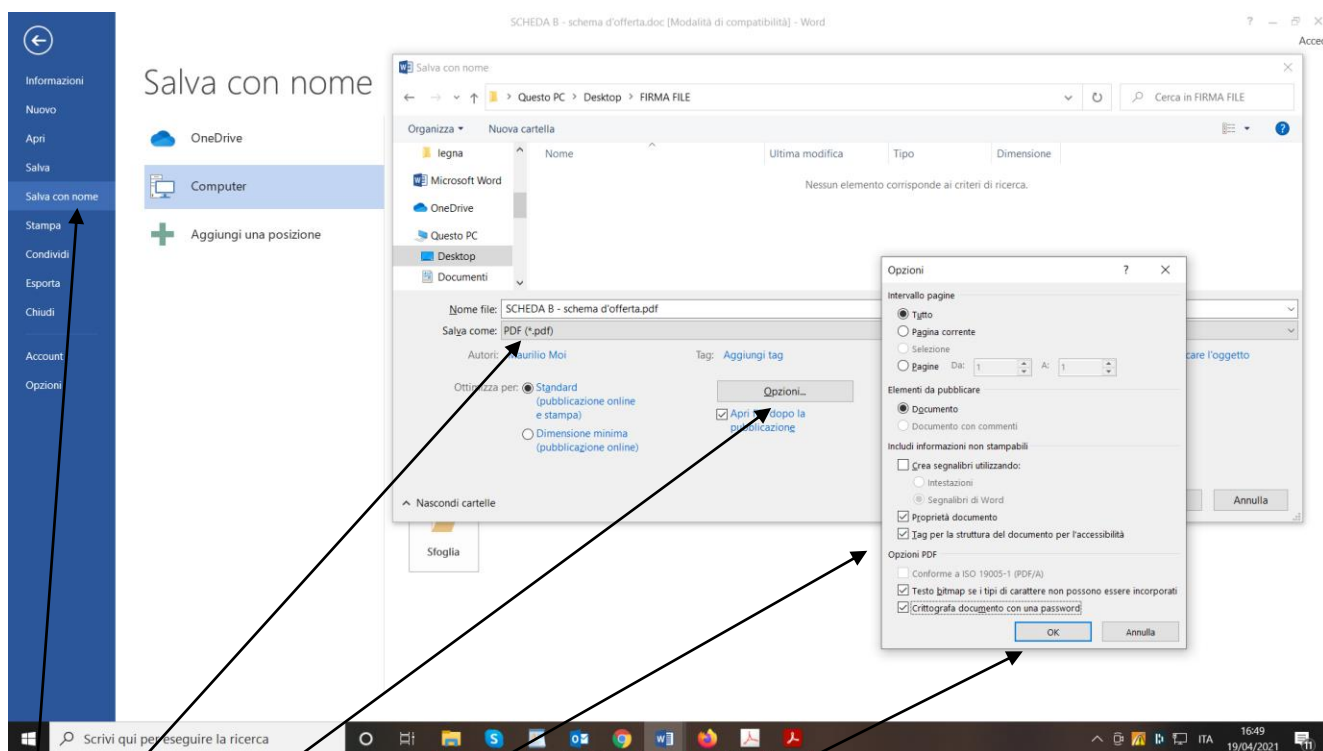 SCHEDA B - schema d'offerta.doc [Modalità di compatibilità] - Word
?
Informazioni
Nuovo
Apri
Salva
Salva con nome
Stampa
Condividi
Esporta
Chiudi
Account
Opzioni
Salva con nome
OneDrive
Computer
Aggiungi una posizione
Sfoglia
Salva con nome
> Questo PC > Desktop > FIRMA FILE
Cerca in FIRMA FILE
Organizza Nuova cartella
legna
Microsoft Word
OneDrive
Questo PC
Desktop
Documenti
Nome Ultima modifica Tipo Dimensione
Nessun elemento corrisponde ai criteri di ricerca.
Nome file: SCHEDA B - schema d'offerta.pdf
Salva come: PDF (*.pdf)
Autori: Maurilio Moi Tag: Aggiungi tag
l'oggetto
Ottimizza per: Standard
(pubblicazione online
e stampa)
Dimensione minima
(pubblicazione online)
Opzioni...
Apri dopo la
pubblicazione
Nascondi cartelle
Annulla
Opzioni ?
Intervallo pagine
Tutto
Pagina corrente
Selezione
Pagine Da: 1 A: 1
Elementi da pubblicare
Documento
Documento con commenti
Includi informazioni non stampabili
Crea segnalibri utilizzando:
Intestazioni
Segnalibri di Word
Proprietà documento
Tag per la struttura del documento per l'accessibilità
Opzioni PDF
Conforme a ISO 19005-1 (PDF/A)
Testo bitmap se i tipi di carattere non possono essere incorporati
Crittografa documento con una password
OK Annulla
Scrivi qui per eseguire la ricerca
ITA
16:49
19/04/2021